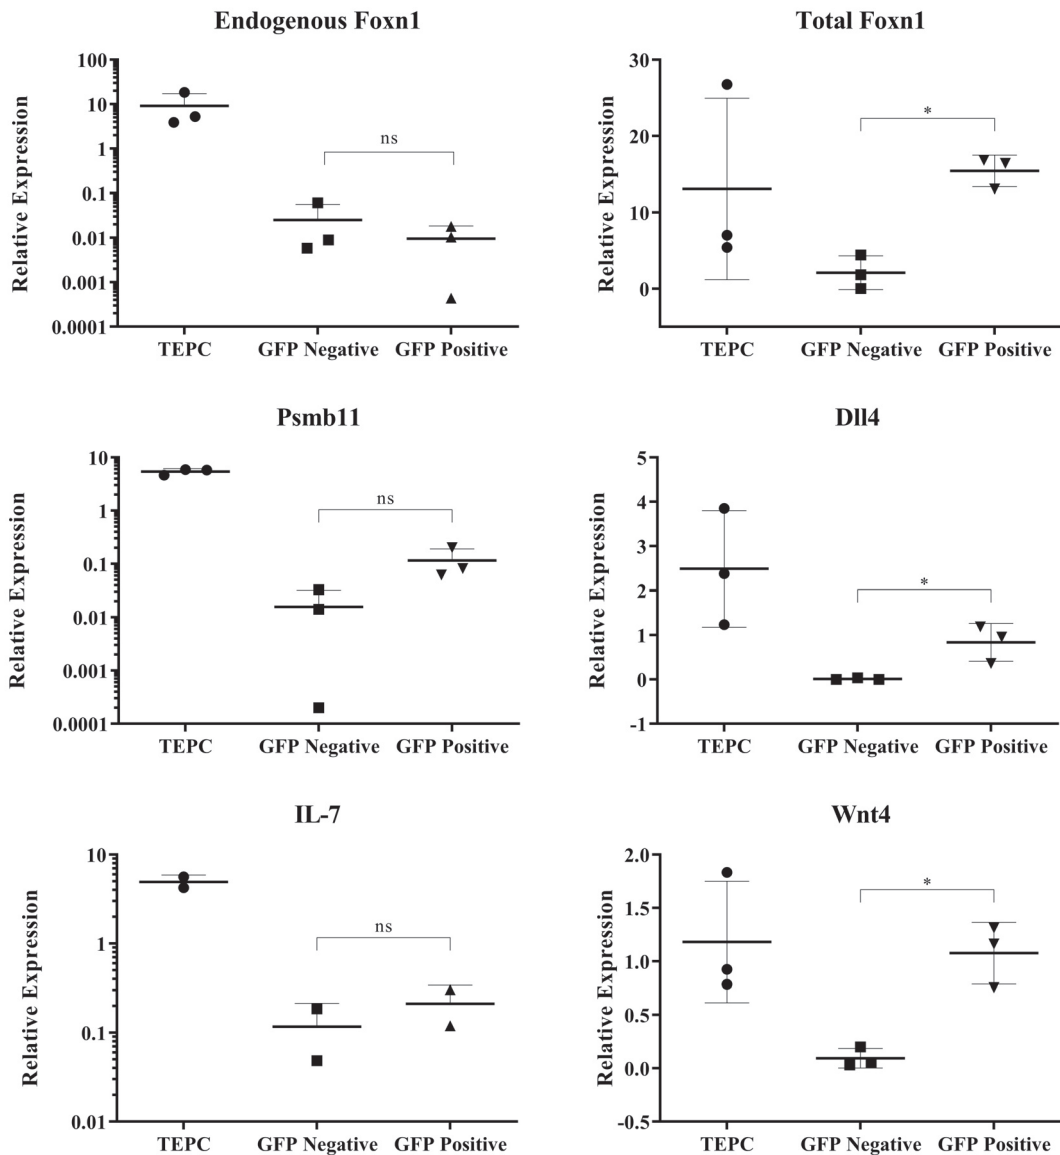 Endogenous Foxn1
Relative Expression
100
10
1
0.1
0.01
0.001
0.0001
ns
TEPC GFP Negative GFP Positive
Total Foxn1
Relative Expression
30
20
10
0
*
TEPC GFP Negative GFP Positive
Psmb11
Relative Expression
10
1
0.1
0.01
0.001
0.0001
ns
TEPC GFP Negative GFP Positive
Dll4
Relative Expression
5
4
3
2
1
0
-1
*
TEPC GFP Negative GFP Positive
IL-7
Relative Expression
10
1
0.1
0.01
ns
TEPC GFP Negative GFP Positive
Wnt4
Relative Expression
2.0
1.5
1.0
0.5
0.0
-0.5
*
TEPC GFP Negative GFP Positive